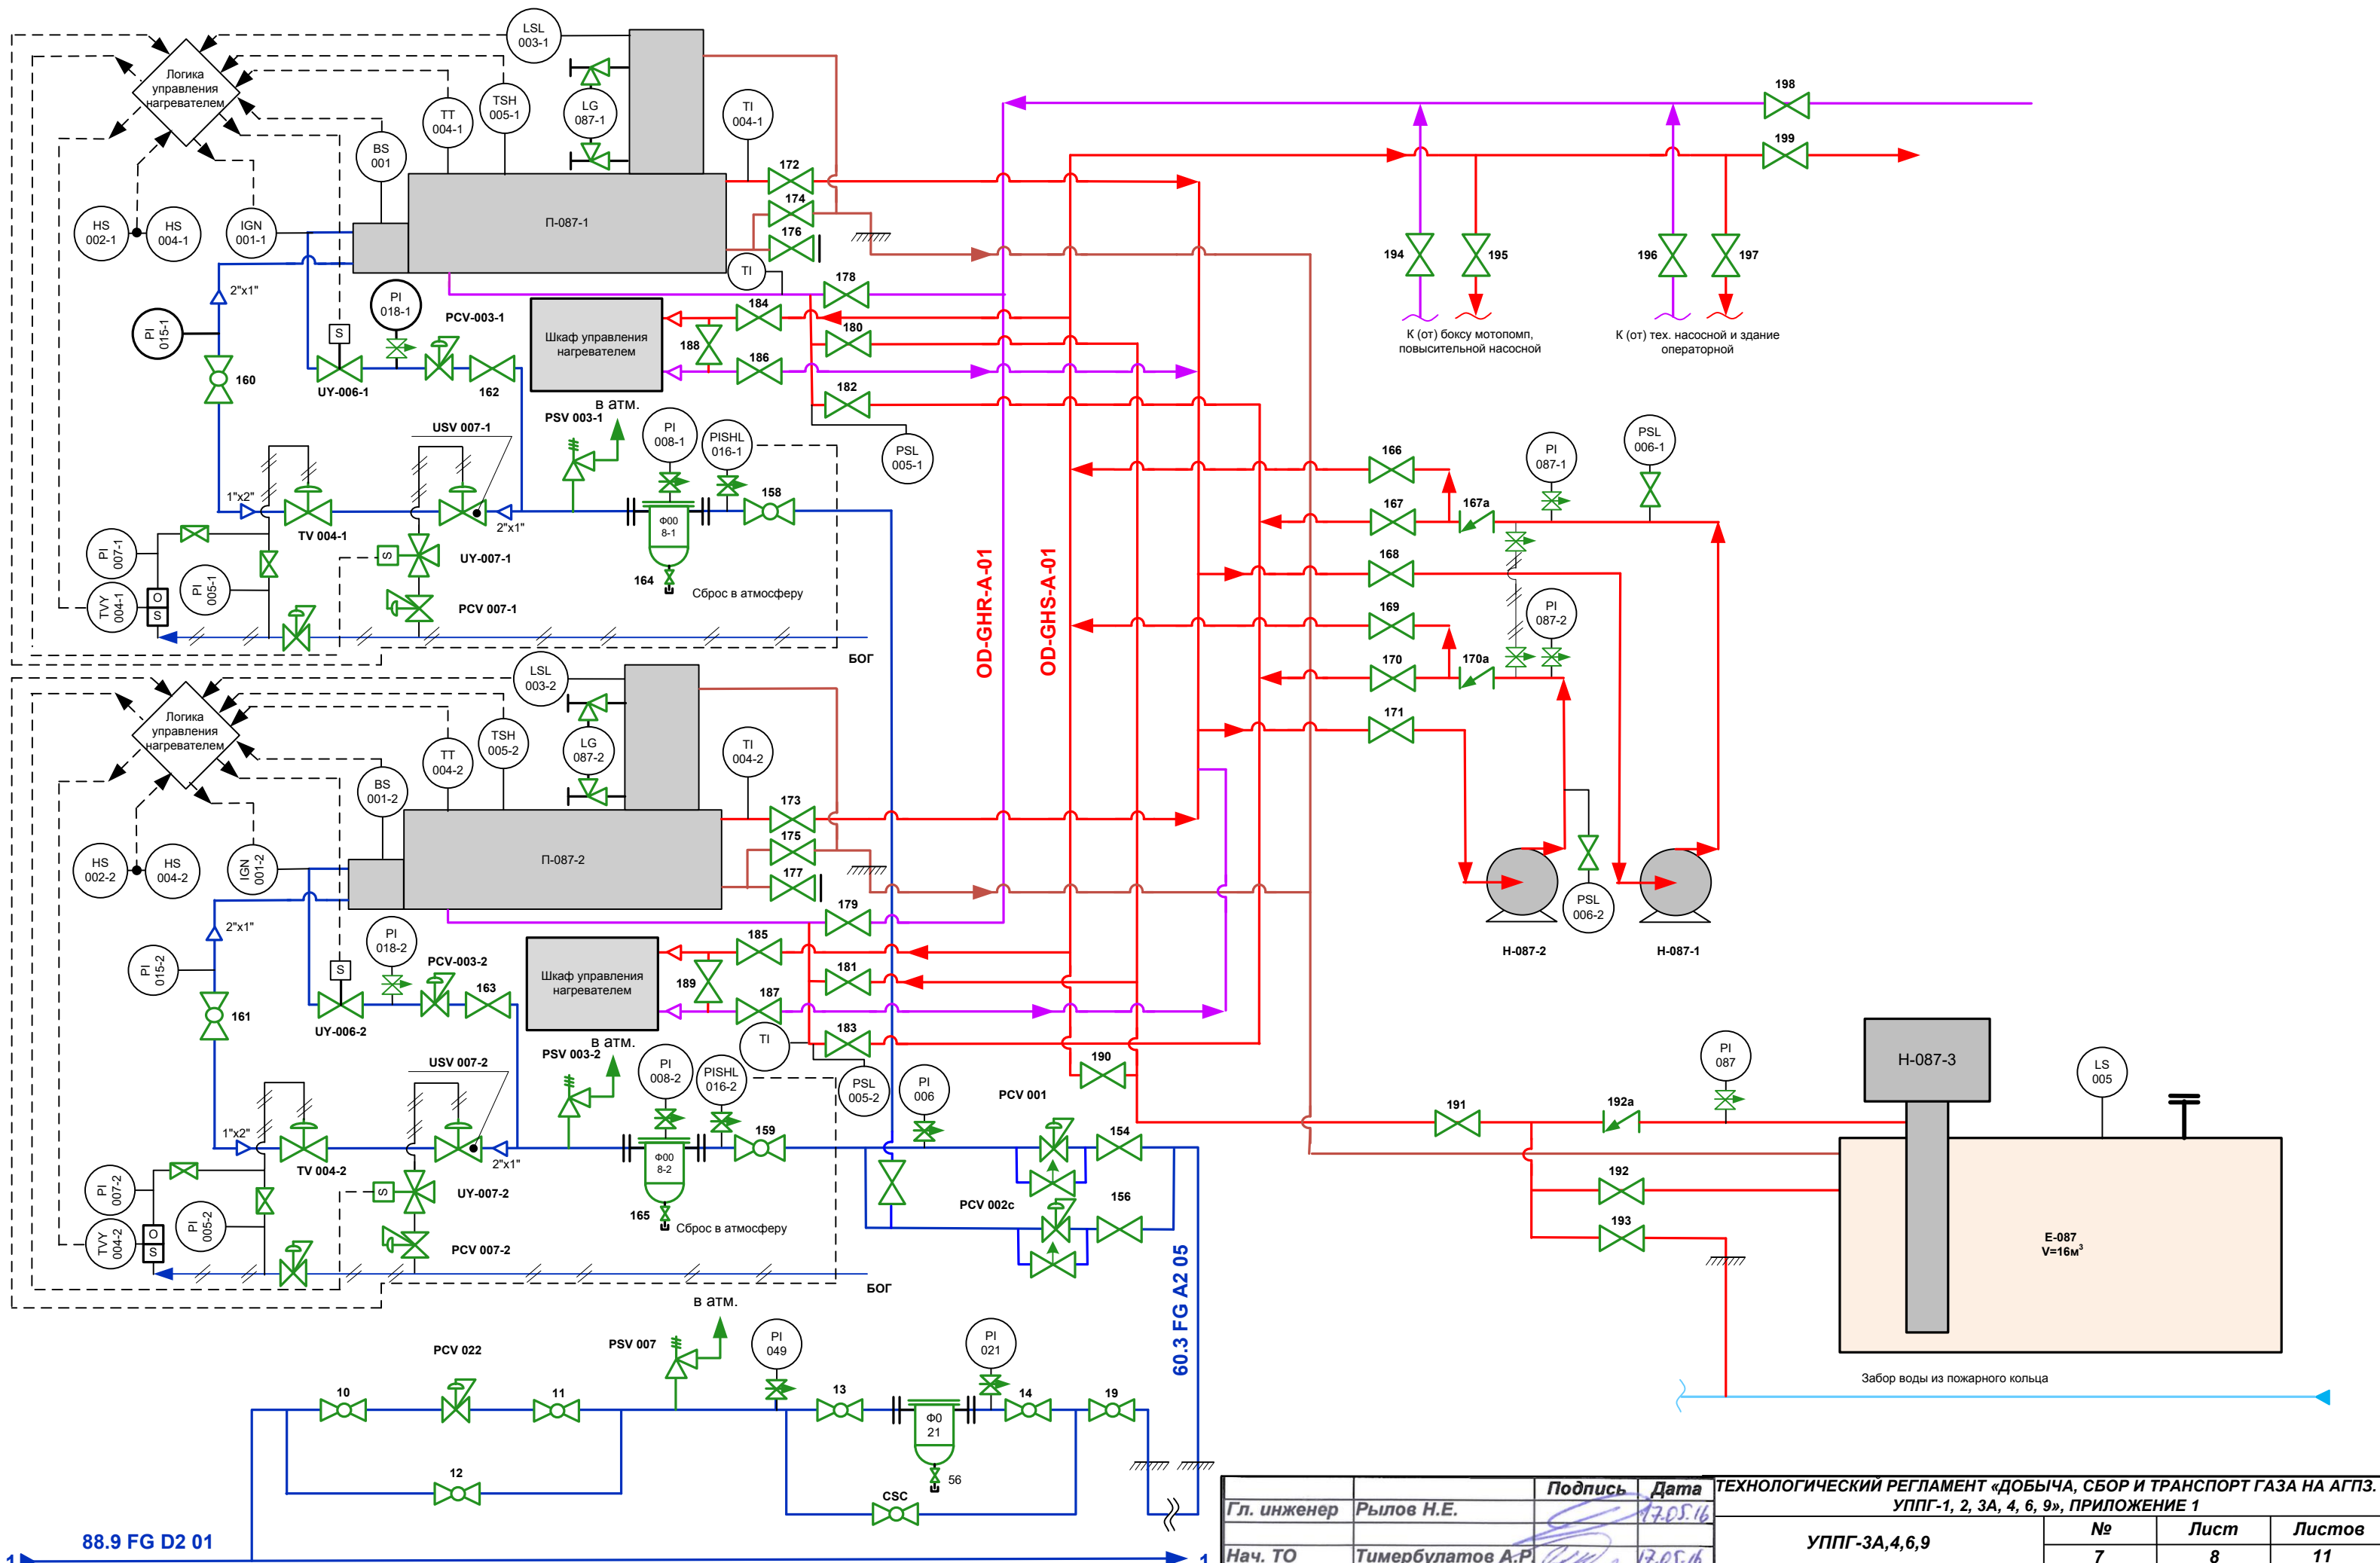 LSL
003-1
Логика
управления
нагревателем
TT
004-1
TSH
005-1
LG
087-1
TI
004-1
BS
001
HS
002-1
HS
004-1
IGN
001-1
П-087-1
172
174
176
TI
178
198
199
194
195
196
197
К (от) боксу мотопомп,
повысительной насосной
К (от) тех. насосной и здание
операторной
2"x1"
PI
015-1
PI
018-1
PCV-003-1
S
160
UY-006-1
162
Шкаф управления
нагревателем
184
188
180
186
182
в атм.
PSV 003-1
USV 007-1
PI
008-1
PISHL
016-1
PSL
005-1
158
1"x2"
2"x1"
TV 004-1
Ф00
8-1
PI
007-1
S
UY-007-1
164
PI
005-1
TVY
004-1
O
S
PCV 007-1
Сброс в атмосферу
БОГ
OD-GHR-A-01
OD-GHS-A-01
166
167
167a
168
169
170
170a
171
PI
087-1
PSL
006-1
PI
087-2
PSL
006-2
Н-087-2
Н-087-1
LSL
003-2
Логика
управления
нагревателем
TT
004-2
TSH
005-2
LG
087-2
TI
004-2
BS
001-2
HS
002-2
HS
004-2
IGN
001-2
П-087-2
173
175
177
179
2"x1"
PI
015-2
PI
018-2
PCV-003-2
S
161
UY-006-2
163
Шкаф управления
нагревателем
185
189
181
187
183
TI
в атм.
PSV 003-2
USV 007-2
PI
008-2
PISHL
016-2
PSL
005-2
PI
006
PCV 001
190
159
154
1"x2"
2"x1"
TV 004-2
Ф00
8-2
PI
007-2
S
UY-007-2
PCV 002c
156
165
PI
005-2
TVY
004-2
O
S
PCV 007-2
Сброс в атмосферу
БОГ
60.3 FG A2 05
191
192a
192
193
PI
087
Н-087-3
LS
005
Е-087
V=16м³
Забор воды из пожарного кольца
в атм.
PCV 022
PSV 007
PI
049
PI
021
10
11
13
14
19
Ф0
21
12
56
CSC
88.9 FG D2 01
1
1
Подпись
Дата
Гл. инженер
Рылов Н.Е.
17.05.16
Нач. ТО
Тимербулатов А.Р.
17.05.16
ТЕХНОЛОГИЧЕСКИЙ РЕГЛАМЕНТ «ДОБЫЧА, СБОР И ТРАНСПОРТ ГАЗА НА АГПЗ.
УППГ-1, 2, 3А, 4, 6, 9», ПРИЛОЖЕНИЕ 1
УППГ-3А,4,6,9
№
Лист
Листов
7
8
11